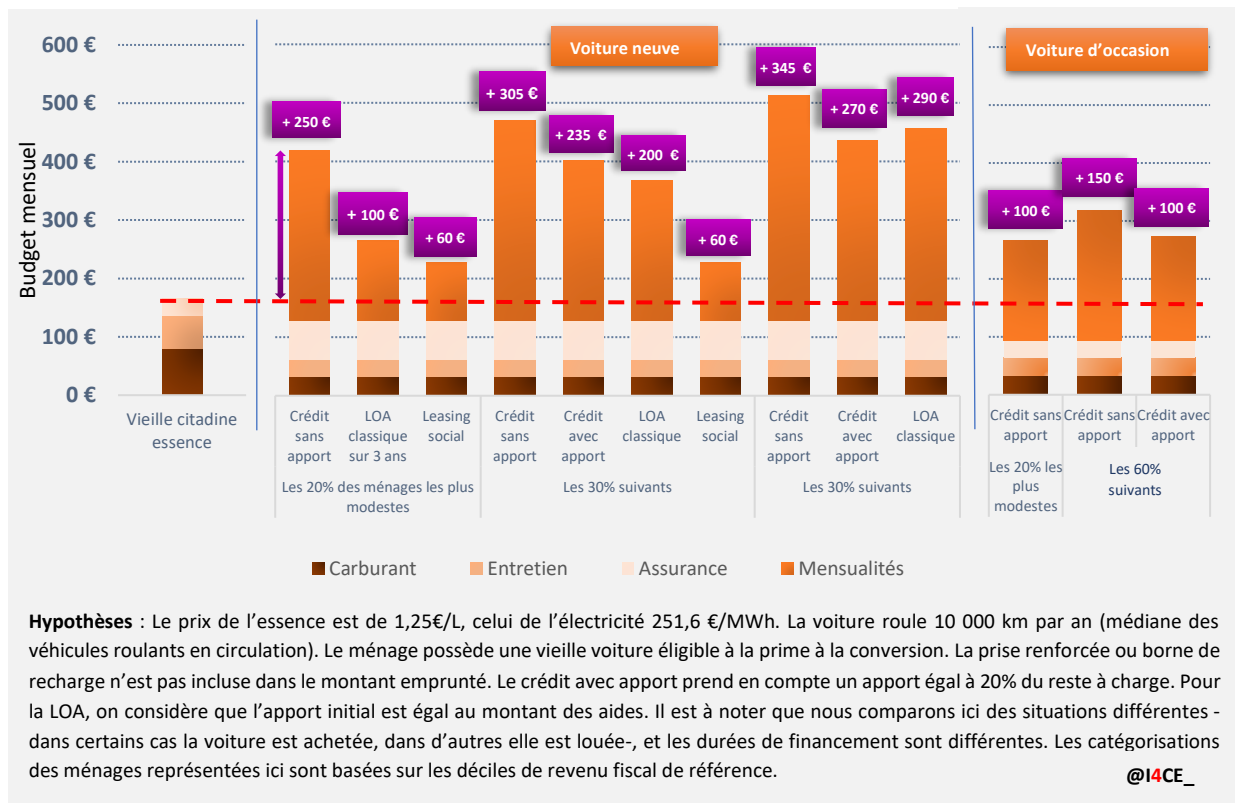 600 €
500 €
400 €
300 €
200 €
100 €
0 €
Budget mensuel
Voiture neuve
Voiture d'occasion
+ 250 €
+ 100 €
+ 60 €
+ 305 €
+ 235 €
+ 200 €
+ 60 €
+ 345 €
+ 270 €
+ 290 €
+ 100 €
+ 150 €
+ 100 €
Vieille citadine
essence
Crédit
sans
apport
LOA
classique
sur 3 ans
Leasing
social
Crédit
sans
apport
Crédit
avec
apport
LOA
classique
Leasing
social
Crédit
sans
apport
Crédit
avec
apport
LOA
classique
Crédit sans
apport
Crédit sans
apport
Crédit avec
apport
Les 20% des ménages les plus
modestes
Les 30% suivants
Les 30% suivants
Les 20% les
plus
modestes
Les 60%
suivants
Carburant
Entretien
Assurance
Mensualités
Hypothèses : Le prix de l'essence est de 1,25€/L, celui de l'électricité 251,6 €/MWh. La voiture roule 10 000 km par an (médiane des
véhicules roulants en circulation). Le ménage possède une vieille voiture éligible à la prime à la conversion. La prise renforcée ou borne de
recharge n'est pas incluse dans le montant emprunté. Le crédit avec apport prend en compte un apport égal à 20% du reste à charge. Pour
la LOA, on considère que l'apport initial est égal au montant des aides. Il est à noter que nous comparons ici des situations différentes -
dans certains cas la voiture est achetée, dans d'autres elle est louée-, et les durées de financement sont différentes. Les catégorisations
des ménages représentées ici sont basées sur les déciles de revenu fiscal de référence.
@I4CE_